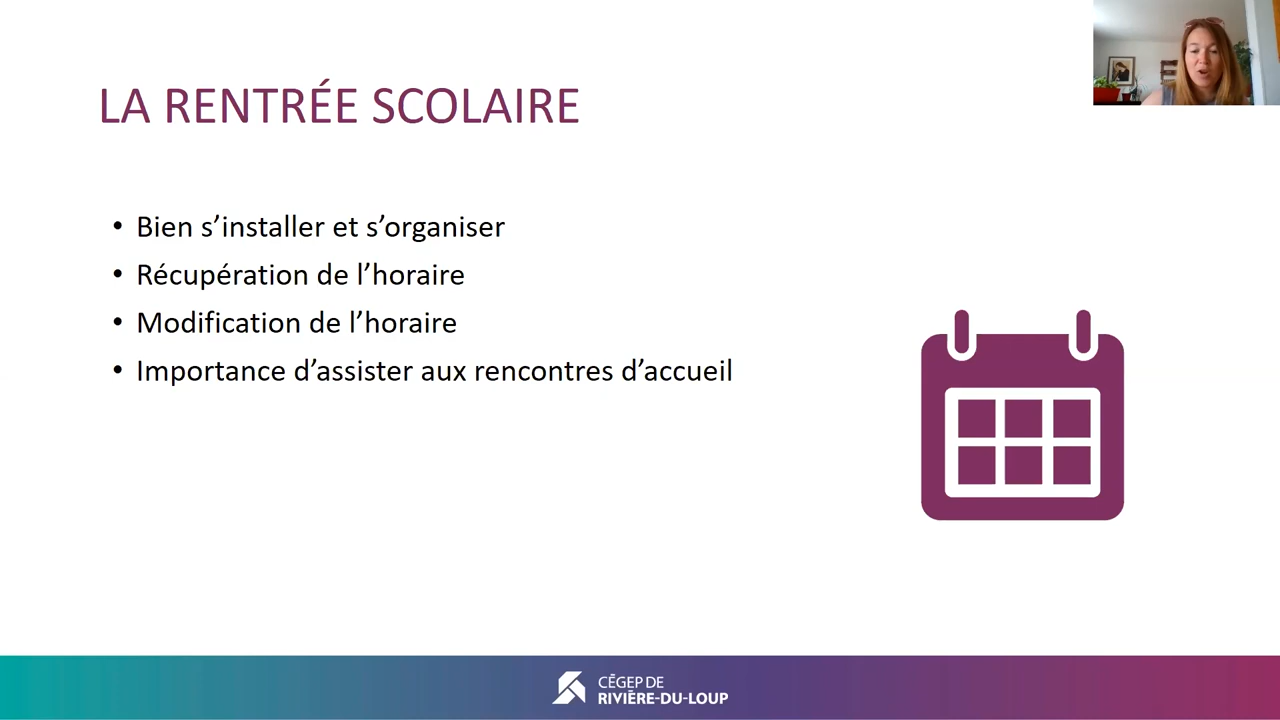 LA RENTRÉE SCOLAIRE
• Bien s’installer et s’organiser
• Récupération de l’horaire
• Modification de l’horaire
• Importance d’assister aux rencontres d’accueil
CÉGEP DE
RIVIÈRE-DU-LOUP